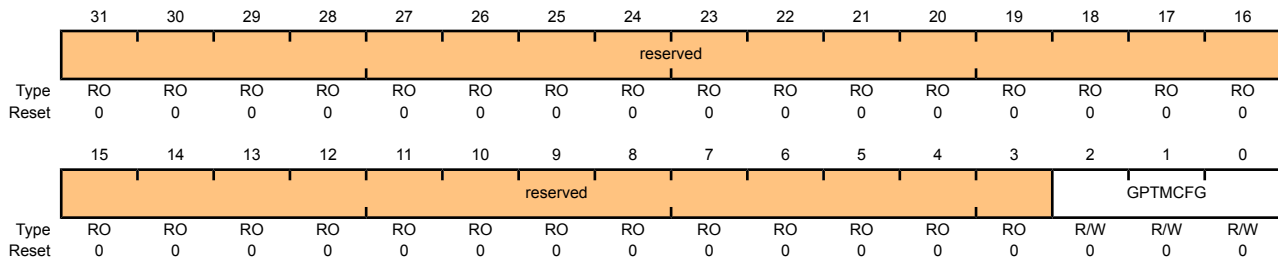 31 30 29 28 27 26 25 24 23 22 21 20 19 18 17 16
reserved
Type RO RO RO RO RO RO RO RO RO RO RO RO RO RO RO RO
Reset 0 0 0 0 0 0 0 0 0 0 0 0 0 0 0 0
15 14 13 12 11 10 9 8 7 6 5 4 3 2 1 0
reserved GPTMCFG
Type RO RO RO RO RO RO RO RO RO RO RO RO RO R/W R/W R/W
Reset 0 0 0 0 0 0 0 0 0 0 0 0 0 0 0 0